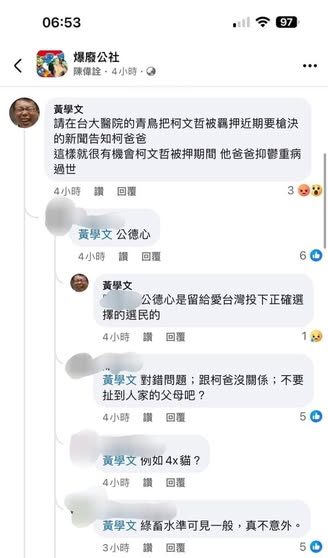 06:53
97
爆廢公社
陳偉詮・4小時・
黃學文
請在台大醫院的青鳥把柯文哲被羈押近期要槍決
的新聞告知柯爸爸
這樣就很有機會柯文哲被押期間 他爸爸抑鬱重病
過世
4小時 讚 回覆 3
黃學文 公德心
4小時 讚 回覆 6
黃學文
公德心是留給愛台灣投下正確選
擇的選民的
4小時 讚 回覆 1
黃學文 對錯問題；跟柯爸沒關係；不要
扯到人家的父母吧？
4小時 讚 回覆 5
黃學文 例如4x貓？
4小時 讚 回覆
黃學文 綠畜水準可見一般，真不意外。
3小時 讚 回覆 5